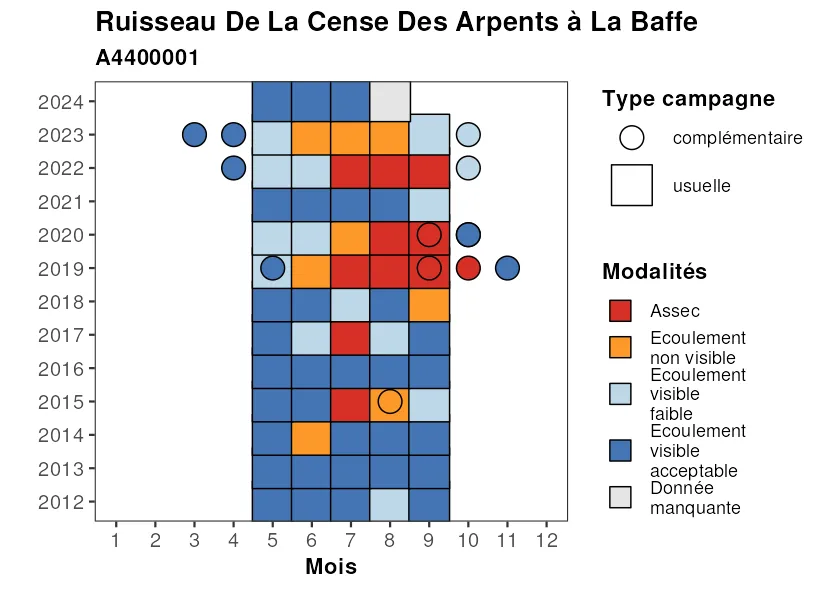 Ruisseau De La Cense Des Arpents à La Baffe
A4400001
2024
2023
2022
2021
2020
2019
2018
2017
2016
2015
2014
2013
2012
1 2 3 4 5 6 7 8 9 10 11 12
Mois
Type campagne
complémentaire
usuelle
Modalités
Assec
Ecoulement
non visible
Ecoulement
visible
faible
Ecoulement
visible
acceptable
Donnée
manquante